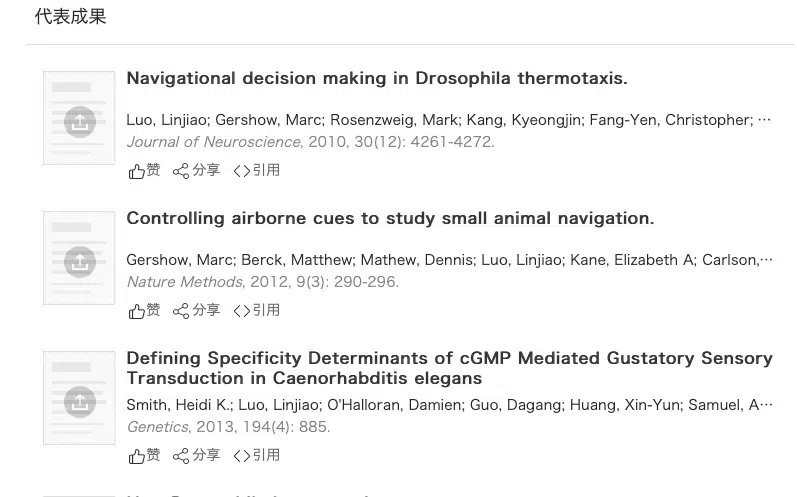 代表成果
Navigational decision making in Drosophila thermotaxis.
Luo, Linjiao; Gershow, Marc; Rosenzweig, Mark; Kang, Kyeongjin; Fang-Yen, Christopher; ···
Journal of Neuroscience, 2010, 30(12): 4261-4272.
赞 分享 引用
Controlling airborne cues to study small animal navigation.
Gershow, Marc; Berck, Matthew; Mathew, Dennis; Luo, Linjiao; Kane, Elizabeth A; Carlson,···
Nature Methods, 2012, 9(3): 290-296.
赞 分享 引用
Defining Specificity Determinants of cGMP Mediated Gustatory Sensory
Transduction in Caenorhabditis elegans
Smith, Heidi K.; Luo, Linjiao; O'Halloran, Damien; Guo, Dagang; Huang, Xin-Yun; Samuel, A···
Genetics, 2013, 194(4): 885.
赞 分享 引用